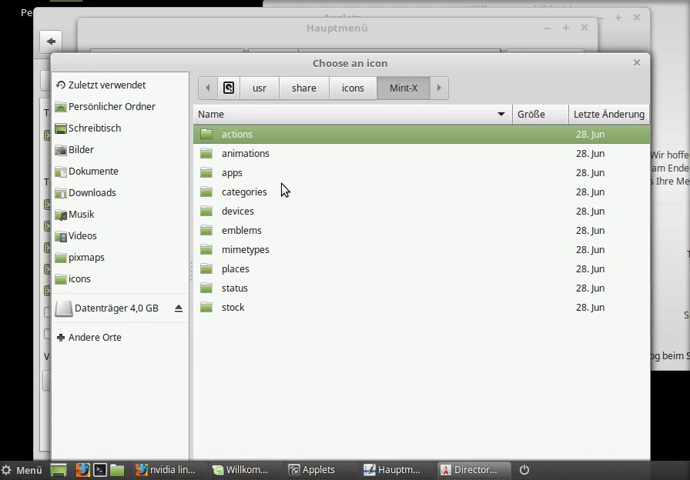 Pe
Applets
Hauptmenü
Choose an icon
Zuletzt verwendet
Persönlicher Ordner
Schreibtisch
Bilder
Dokumente
Downloads
Musik
Videos
pixmaps
icons
Datenträger 4,0 GB
Andere Orte
usr share icons Mint-X
Name Größe Letzte Änderung
actions 28. Jun
animations 28. Jun
apps 28. Jun
categories 28. Jun
devices 28. Jun
emblems 28. Jun
mimetypes 28. Jun
places 28. Jun
status 28. Jun
stock 28. Jun
Wir hoffe
am Ende
s Ihre Me
T
S
og beim S
Menü nvidia lin... Willkom... Applets Hauptm... Director...